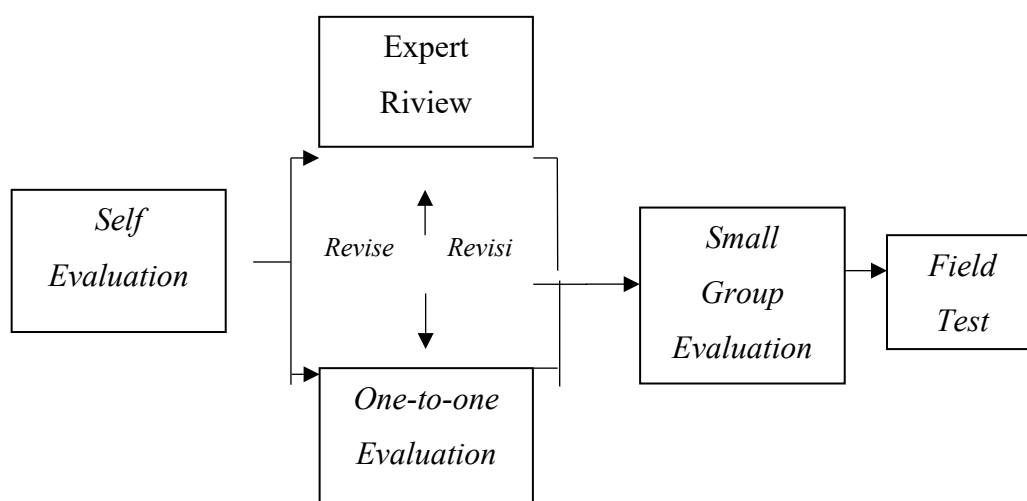 Expert
Riview
Self
Evaluation
Revise
Revisi
One-to-one
Evaluation
Small
Group
Evaluation
Field
Test